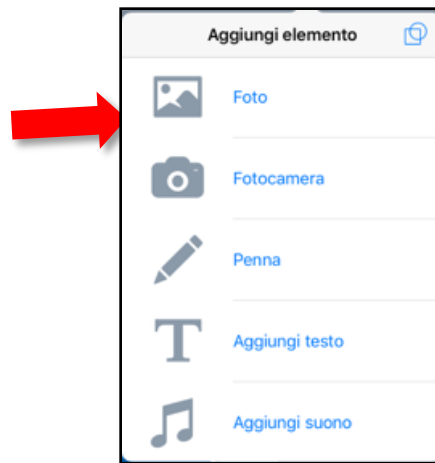 Aggiungi elemento
Foto
Fotocamera
Penna
Aggiungi testo
Aggiungi suono